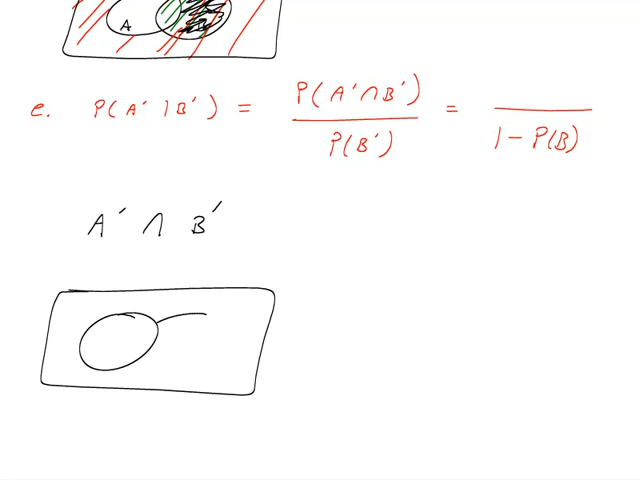 A
e. P(A' | B') = P(A' ∩ B') / P(B') = / 1 - P(B)
A' ∩ B'